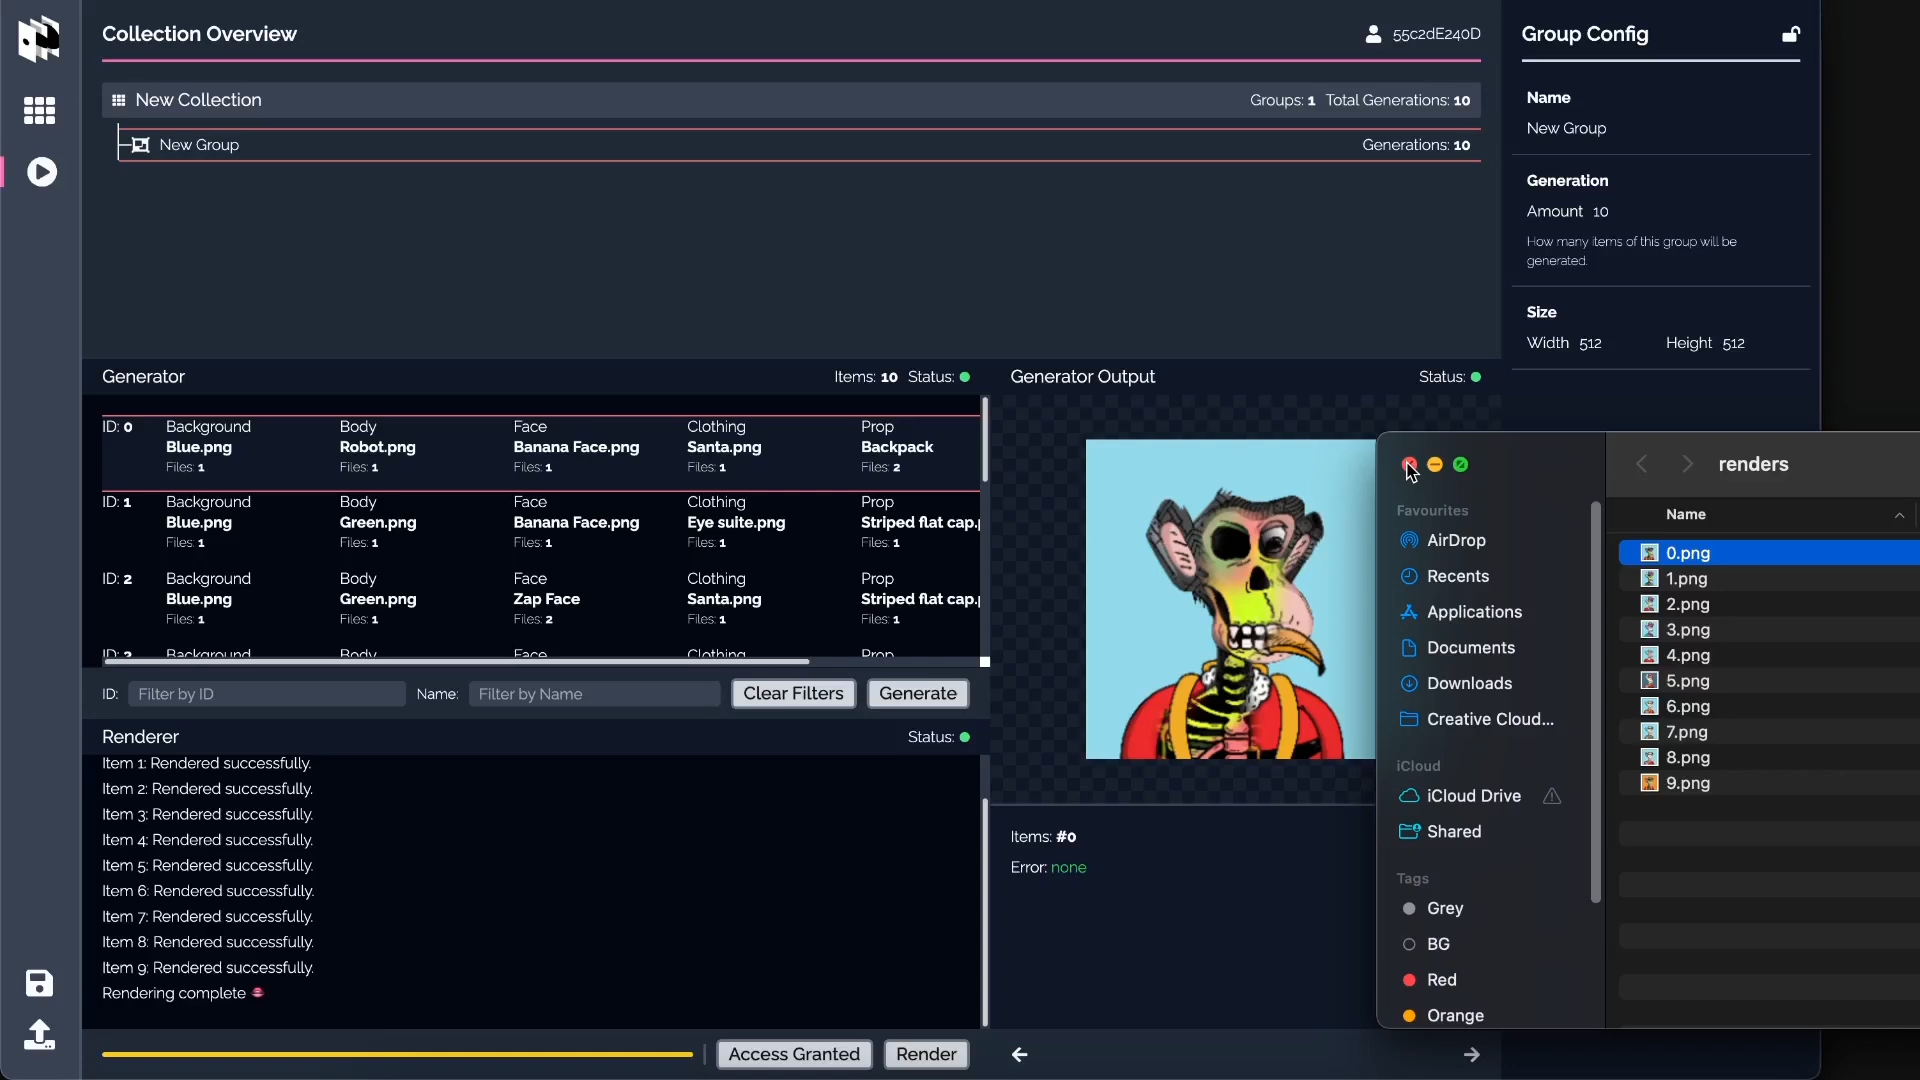 Collection Overview
55c2dE240D
New Collection
Groups: 1 Total Generations: 10
New Group
Generations: 10
Group Config
Name
New Group
Generation
Amount 10
How many items of this group will be
generated.
Size
Width 512 Height 512
Generator
Items: 10 Status:
ID: 0 Background Body Face Clothing Prop
Blue.png Robot.png Banana Face.png Santa.png Backpack
Files: 1 Files: 1 Files: 1 Files: 1 Files: 2
ID: 1 Background Body Face Clothing Prop
Blue.png Green.png Banana Face.png Eye suite.png Striped flat cap.p
Files: 1 Files: 1 Files: 1 Files: 1 Files: 1
ID: 2 Background Body Face Clothing Prop
Blue.png Green.png Zap Face Santa.png Striped flat cap.p
Files: 1 Files: 1 Files: 2 Files: 1 Files: 1
ID: 3 Background Body Face Clothing Prop
ID: Filter by ID Name: Filter by Name Clear Filters Generate
Renderer
Status:
Item 1: Rendered successfully.
Item 2: Rendered successfully.
Item 3: Rendered successfully.
Item 4: Rendered successfully.
Item 5: Rendered successfully.
Item 6: Rendered successfully.
Item 7: Rendered successfully.
Item 8: Rendered successfully.
Item 9: Rendered successfully.
Rendering complete
Access Granted Render
Generator Output
Status:
Items: #0
Error: none
Favourites
AirDrop
Recents
Applications
Documents
Downloads
Creative Cloud...
iCloud
iCloud Drive
Shared
Tags
Grey
BG
Red
Orange
renders
Name
0.png
1.png
2.png
3.png
4.png
5.png
6.png
7.png
8.png
9.png